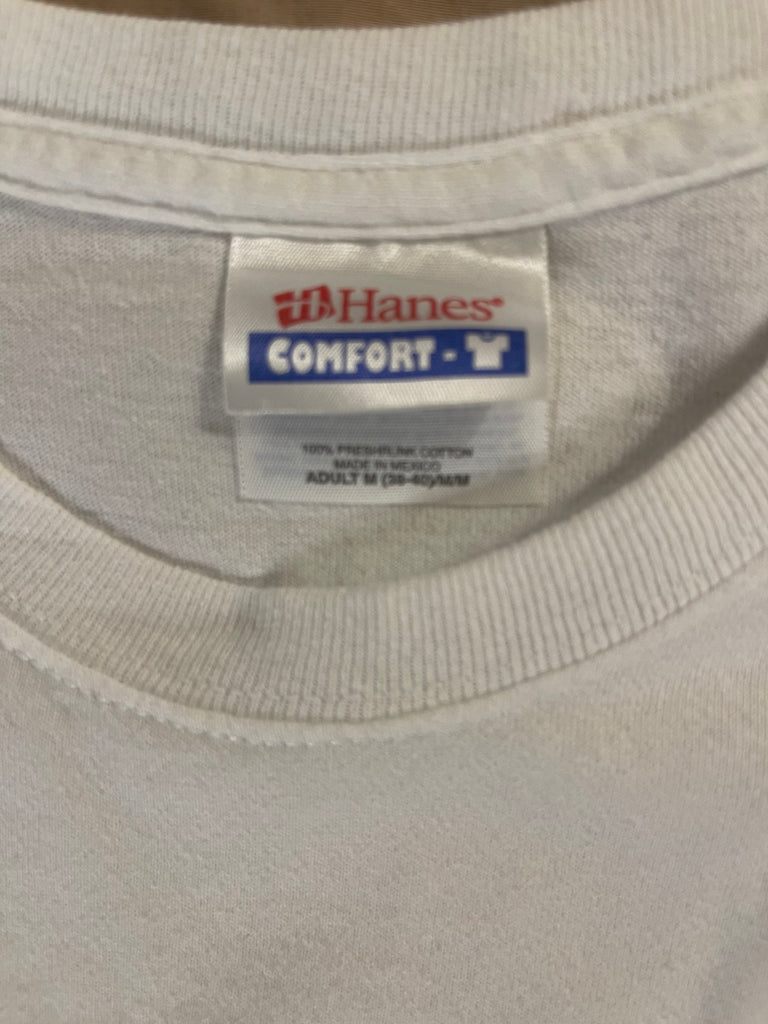 Hanes
COMFORT -
100% PRESHRUNK COTTON
MADE IN MEXICO
ADULT M (38-40)/M/M